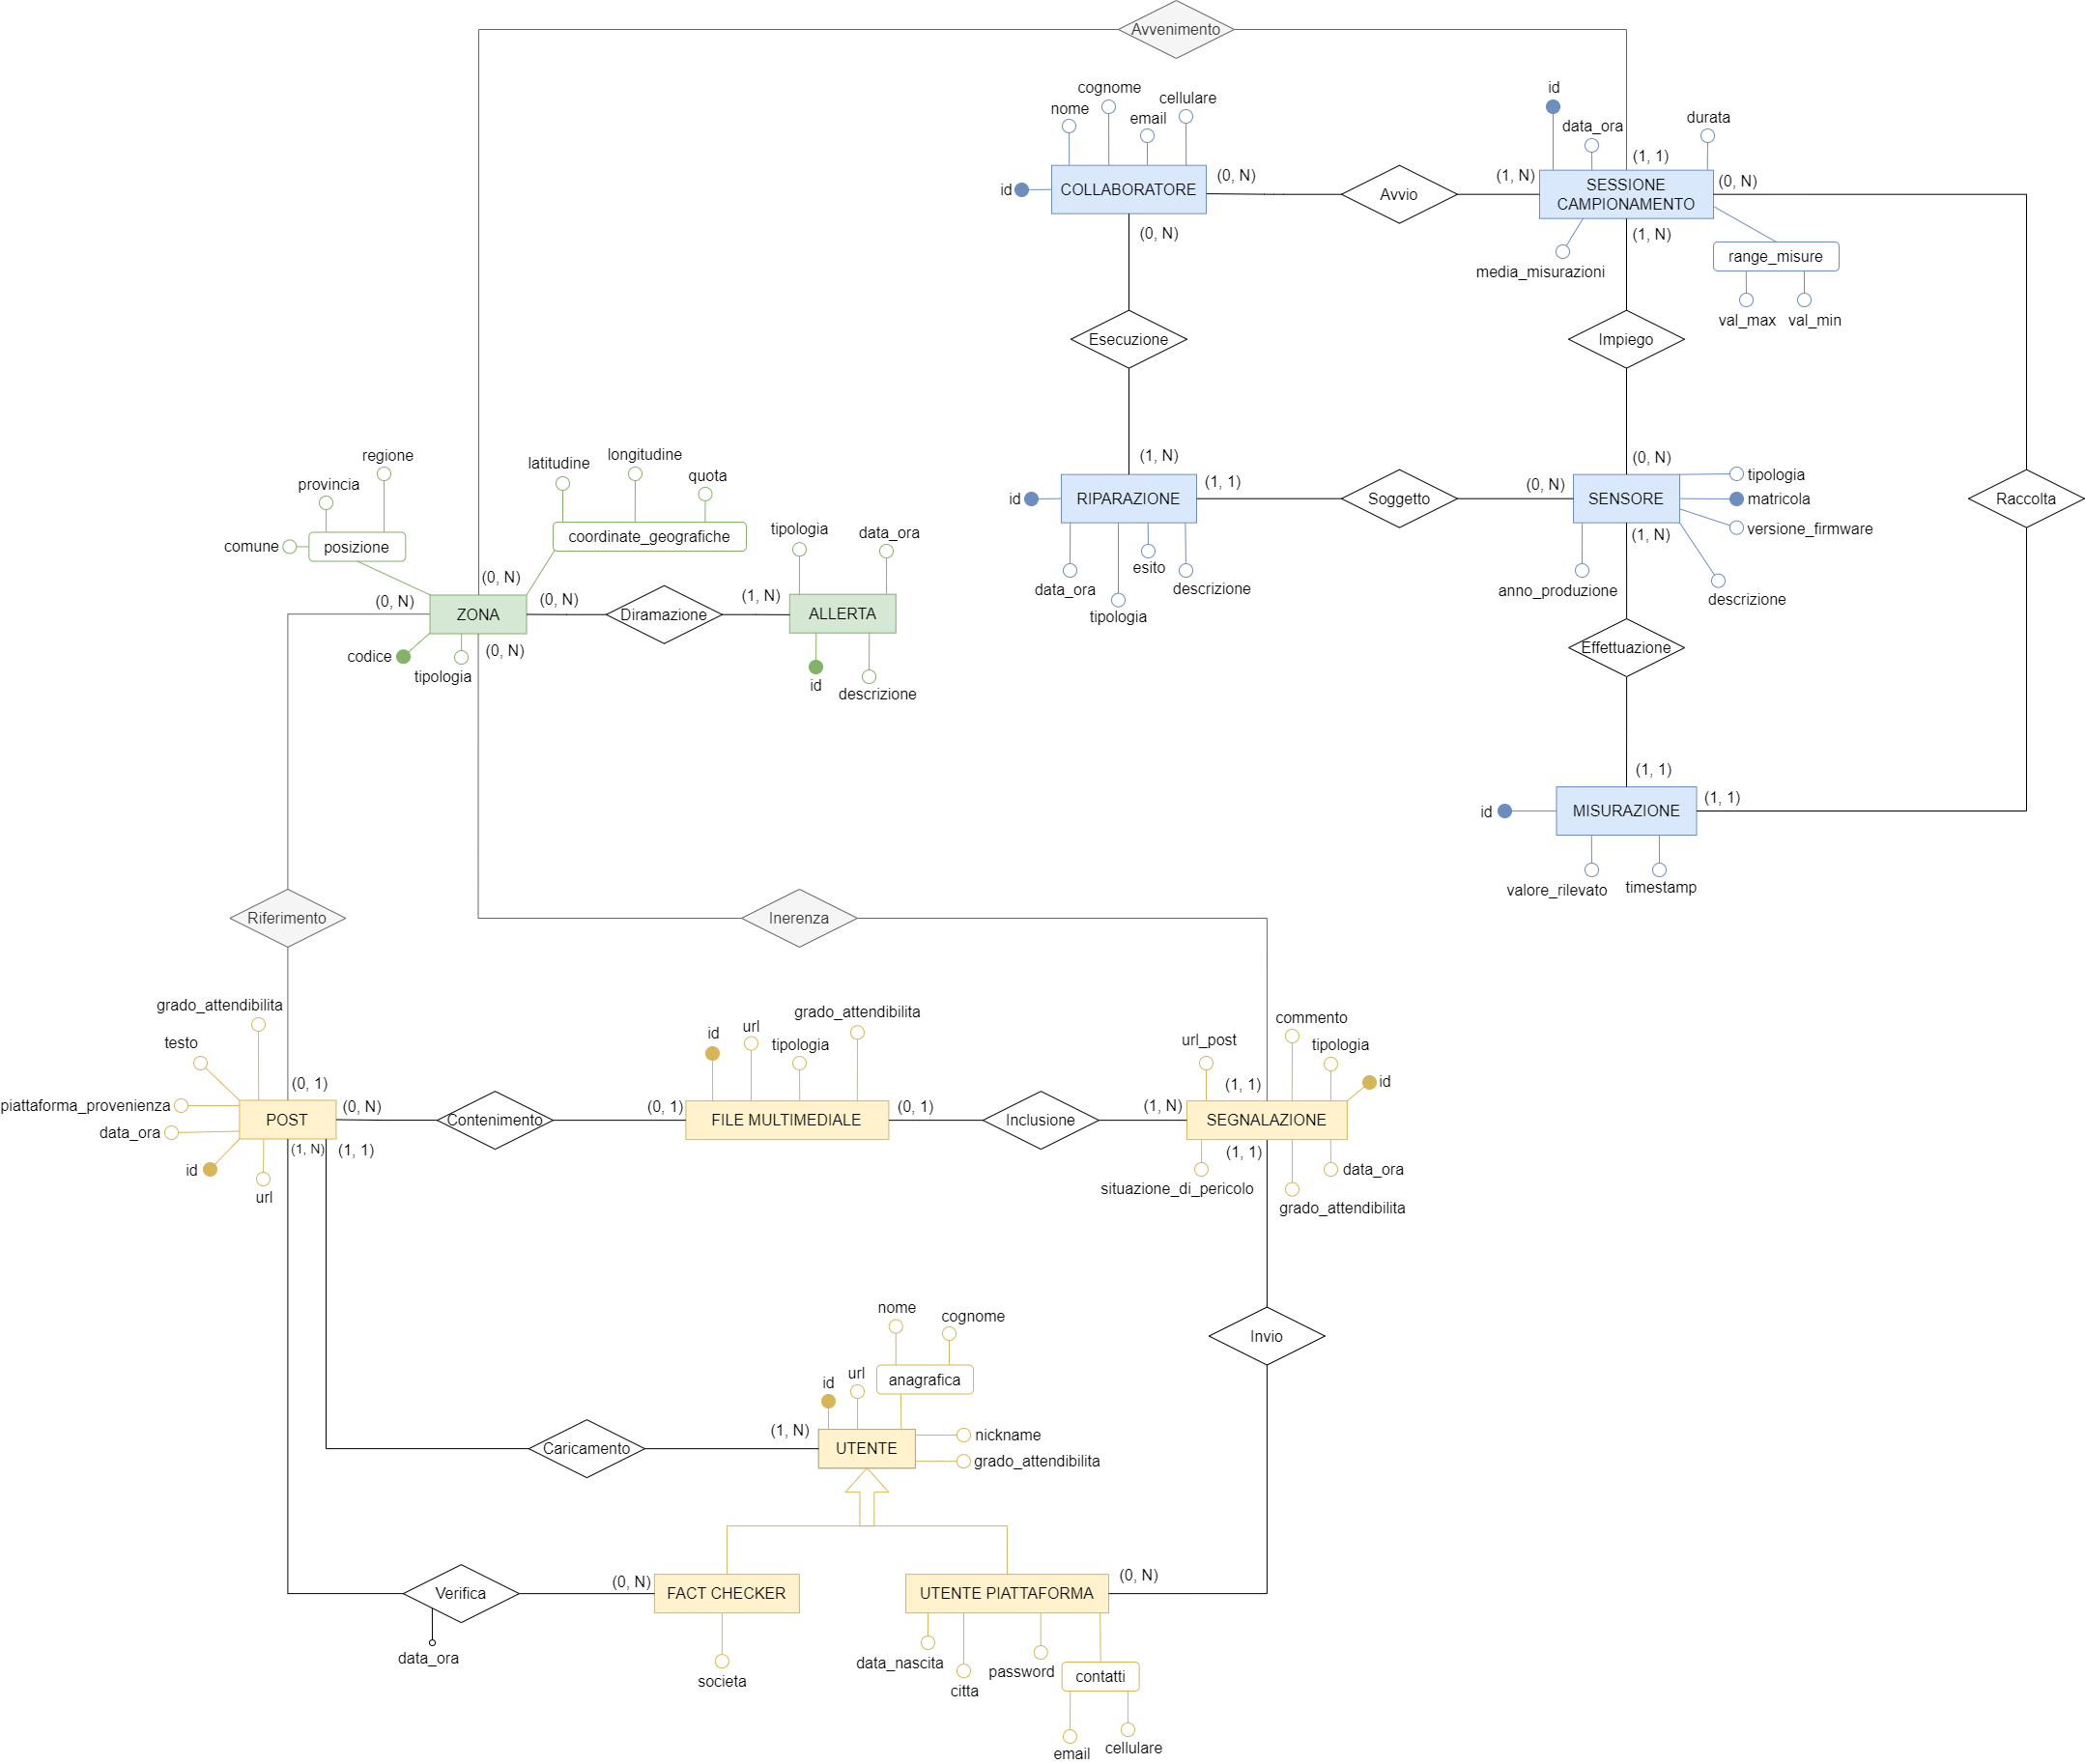 Avvenimento
cognome
nome
cellulare
email
id
COLLABORATORE
(0, N)
(0, N)
Avvio
id
data_ora
durata
(1, 1)
(1, N)
SESSIONE
CAMPIONAMENTO
(0, N)
(1, N)
media_misurazioni
range_misure
val_max
val_min
Esecuzione
Impiego
Raccolta
(1, N)
id
RIPARAZIONE
(1, 1)
Soggetto
(0, N)
(0, N)
SENSORE
tipologia
matricola
versione_firmware
descrizione
anno_produzione
(1, N)
data_ora
tipologia
esito
descrizione
Effettuazione
(1, 1)
id
MISURAZIONE
(1, 1)
valore_rilevato
timestamp
regione
provincia
comune
posizione
latitudine
longitudine
quota
coordinate_geografiche
(0, N)
(0, N)
ZONA
(0, N)
codice
tipologia
(0, N)
Diramazione
(1, N)
tipologia
data_ora
ALLERTA
id
descrizione
Riferimento
Inerenza
grado_attendibilita
testo
piattaforma_provenienza
data_ora
id
url
(0, 1)
POST
(0, N)
(1, N)
(1, 1)
Contenimento
(0, 1)
id
url
tipologia
grado_attendibilita
FILE MULTIMEDIALE
(0, 1)
Inclusione
(1, N)
url_post
commento
tipologia
id
(1, 1)
SEGNALAZIONE
(1, 1)
situazione_di_pericolo
data_ora
grado_attendibilita
Invio
nome
cognome
anagrafica
id
url
(1, N)
Caricamento
UTENTE
nickname
grado_attendibilita
Verifica
data_ora
(0, N)
FACT CHECKER
societa
UTENTE PIATTAFORMA
(0, N)
data_nascita
citta
password
contatti
email
cellulare